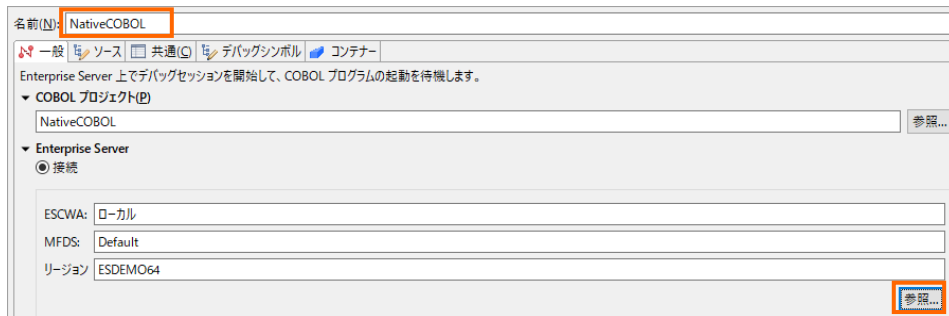 名前(N): NativeCOBOL
一般 ソース 共通(C) デバッグシンボル コンテナー
Enterprise Server 上でデバッグセッションを開始して、COBOL プログラムの起動を待機します。
COBOL プロジェクト(P)
NativeCOBOL 参照...
Enterprise Server
接続
ESCWA: ローカル
MFDS: Default
リージョン ESDEMO64
参照...